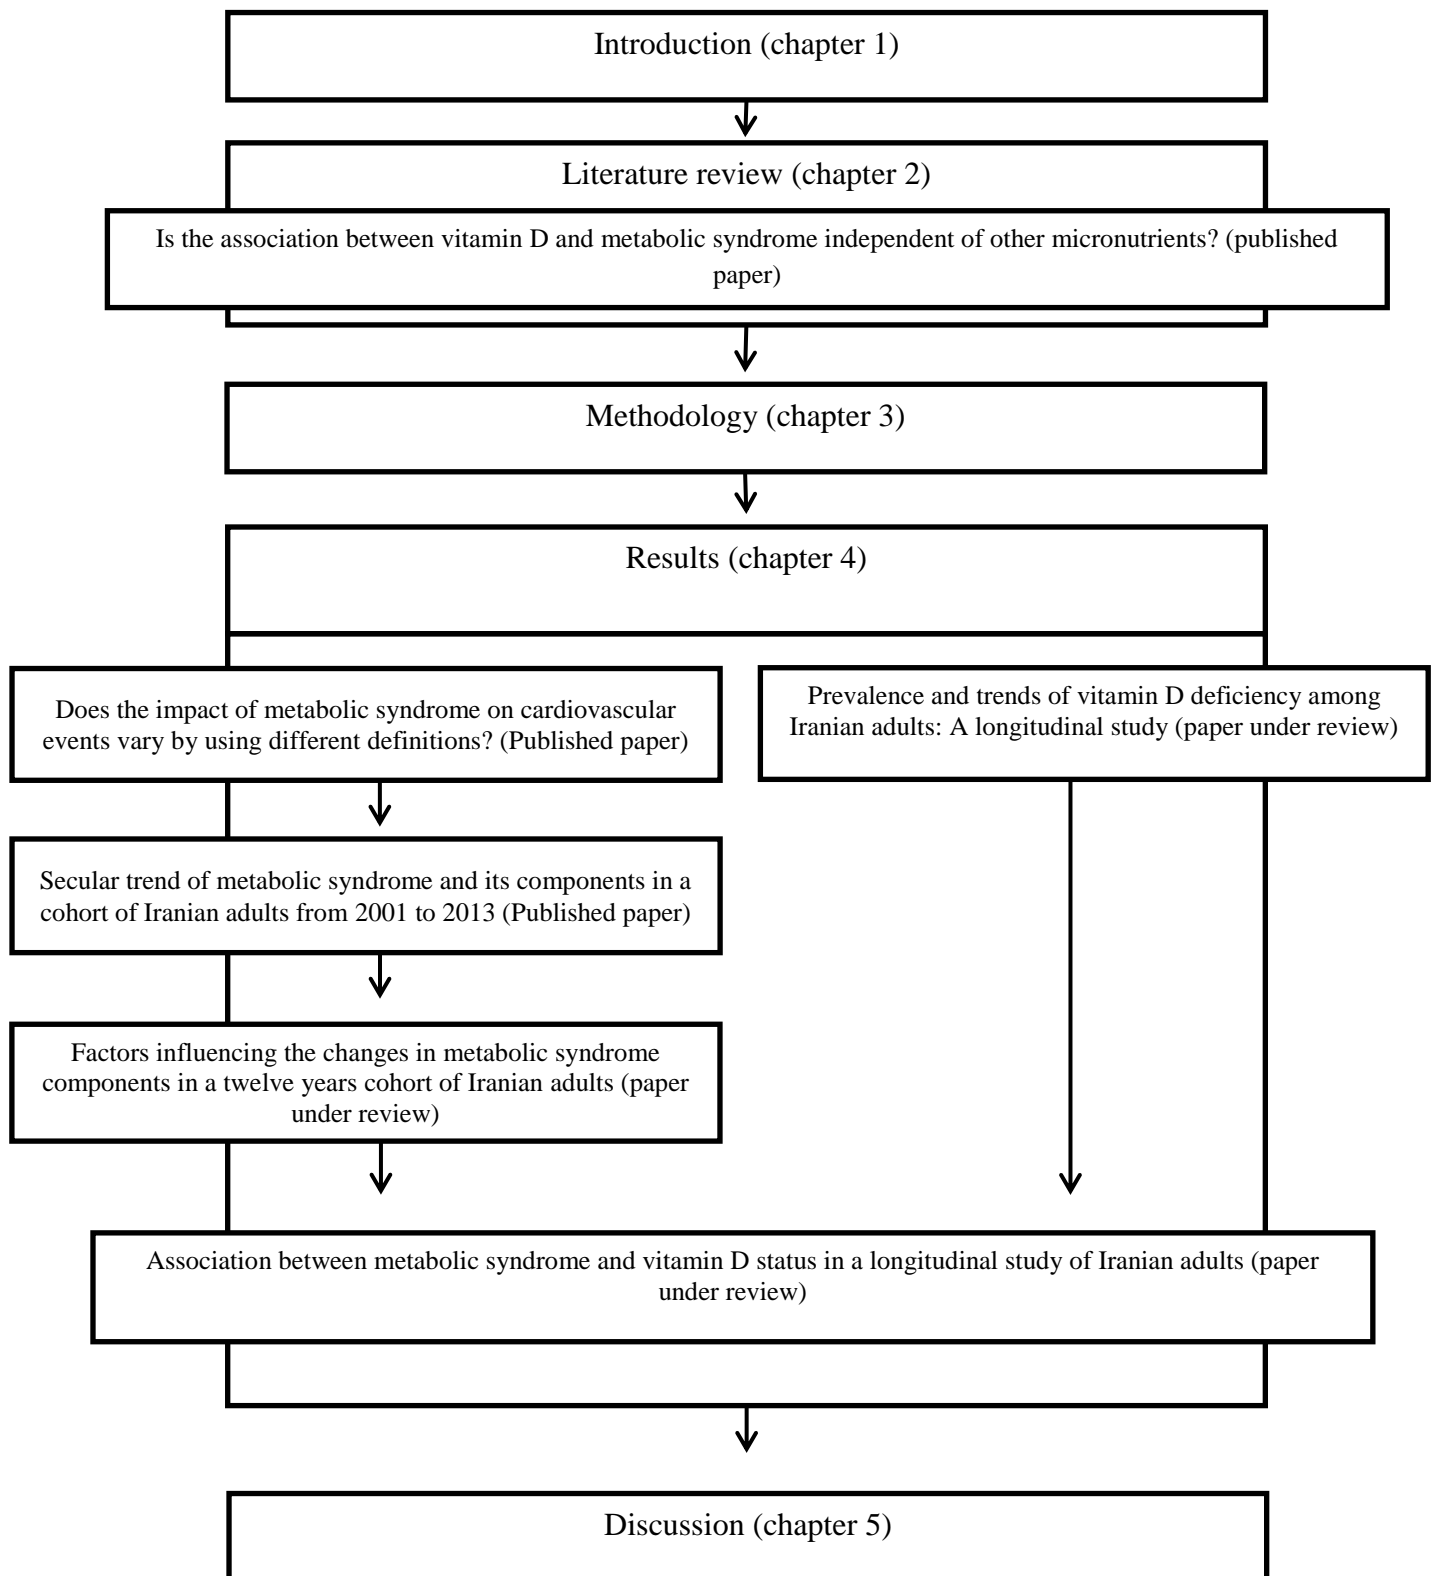 Introduction (chapter 1)
Literature review (chapter 2)
Is the association between vitamin D and metabolic syndrome independent of other micronutrients? (published
paper)
Methodology (chapter 3)
Results (chapter 4)
Does the impact of metabolic syndrome on cardiovascular
events vary by using different definitions? (Published paper)
Prevalence and trends of vitamin D deficiency among
Iranian adults: A longitudinal study (paper under review)
Secular trend of metabolic syndrome and its components in a
cohort of Iranian adults from 2001 to 2013 (Published paper)
Factors influencing the changes in metabolic syndrome
components in a twelve years cohort of Iranian adults (paper
under review)
Association between metabolic syndrome and vitamin D status in a longitudinal study of Iranian adults (paper
under review)
Discussion (chapter 5)